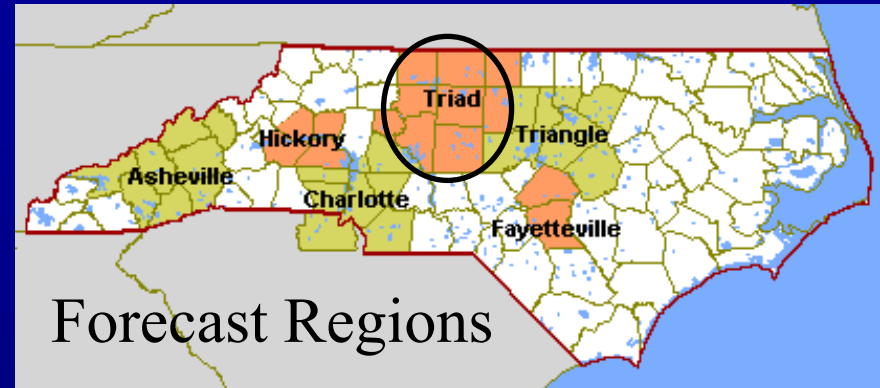 Triad
Hickory
Triangle
Asheville
Charlotte
Fayetteville
Forecast Regions